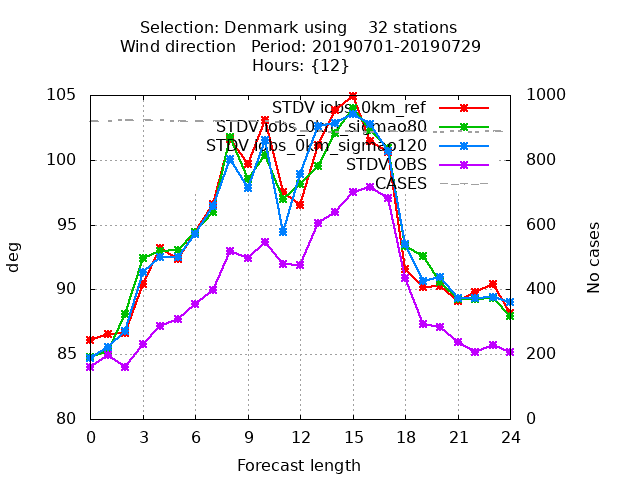 Selection: Denmark using    32 stations
Wind direction   Period: 20190701-20190729
Hours: {12}
105
100
95
90
85
80
deg
1000
800
600
400
200
0
No cases
STDV iobs_0km_ref
STDV iobs_0km_sigmao80
STDV iobs_0km_sigmao120
STDV OBS
CASES
0 3 6 9 12 15 18 21 24
Forecast length